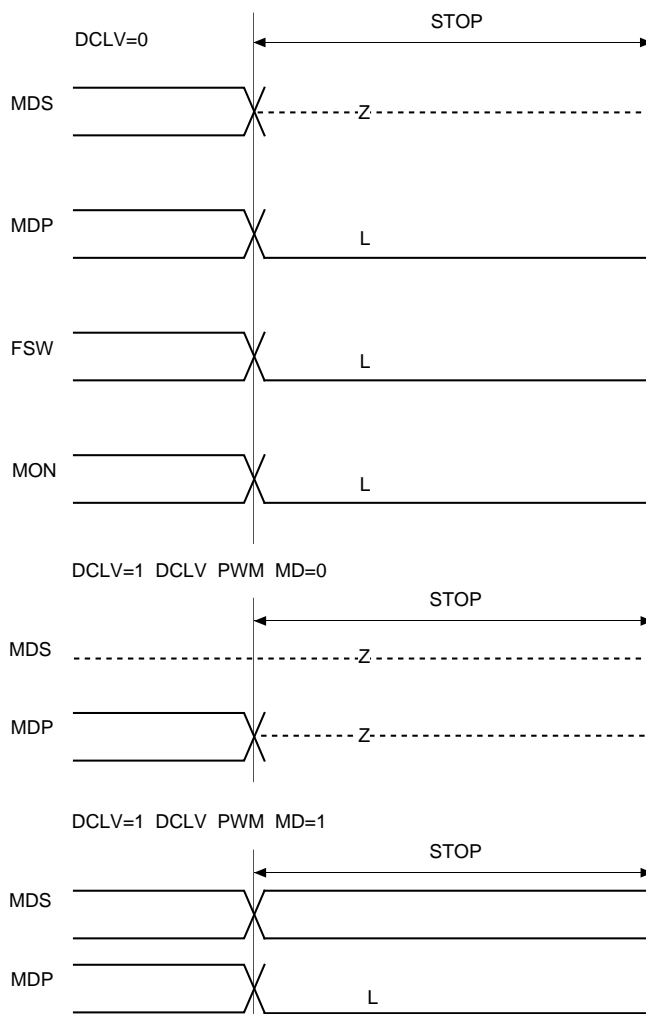 DCLV=0
STOP
MDS
Z
MDP
L
FSW
L
MON
L
DCLV=1 DCLV PWM MD=0
STOP
MDS
Z
MDP
Z
DCLV=1 DCLV PWM MD=1
STOP
MDS
MDP
L